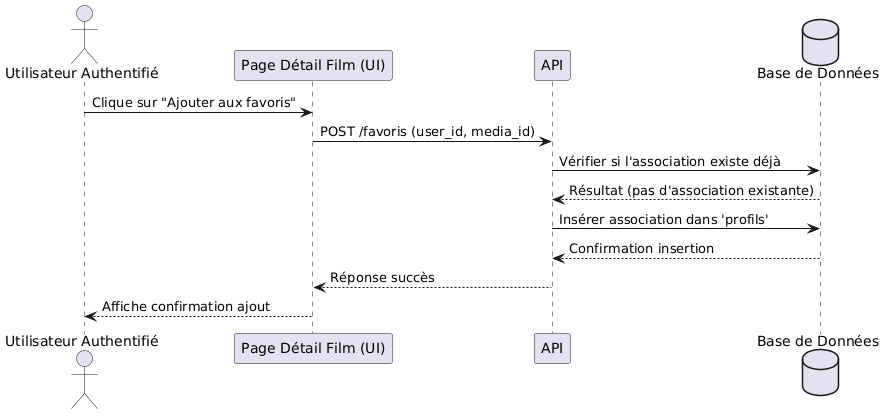 Utilisateur Authentifié
Page Détail Film (UI)
API
Base de Données
Clique sur "Ajouter aux favoris"
POST /favoris (user_id, media_id)
Vérifier si l'association existe déjà
Résultat (pas d'association existante)
Insérer association dans 'profils'
Confirmation insertion
Réponse succès
Affiche confirmation ajout
Utilisateur Authentifié
Page Détail Film (UI)
API
Base de Données